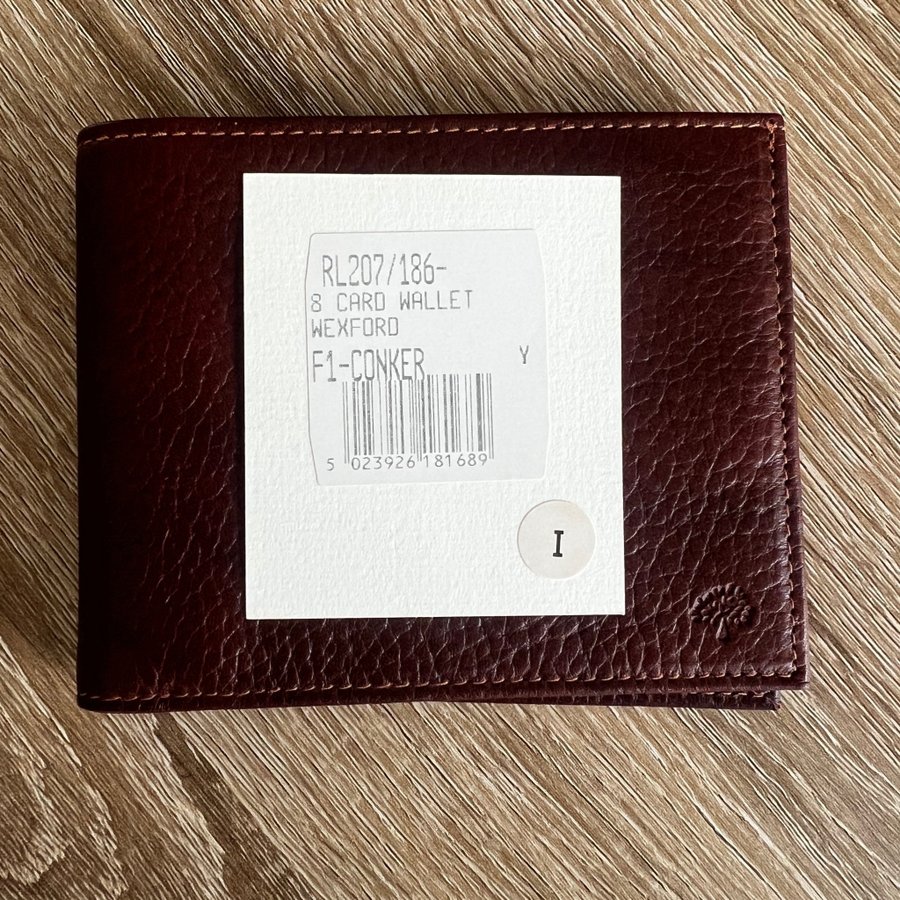 RL207/186-
8 CARD WALLET
WEXFORD
F1-CONKER Y
5 023926 181689
I